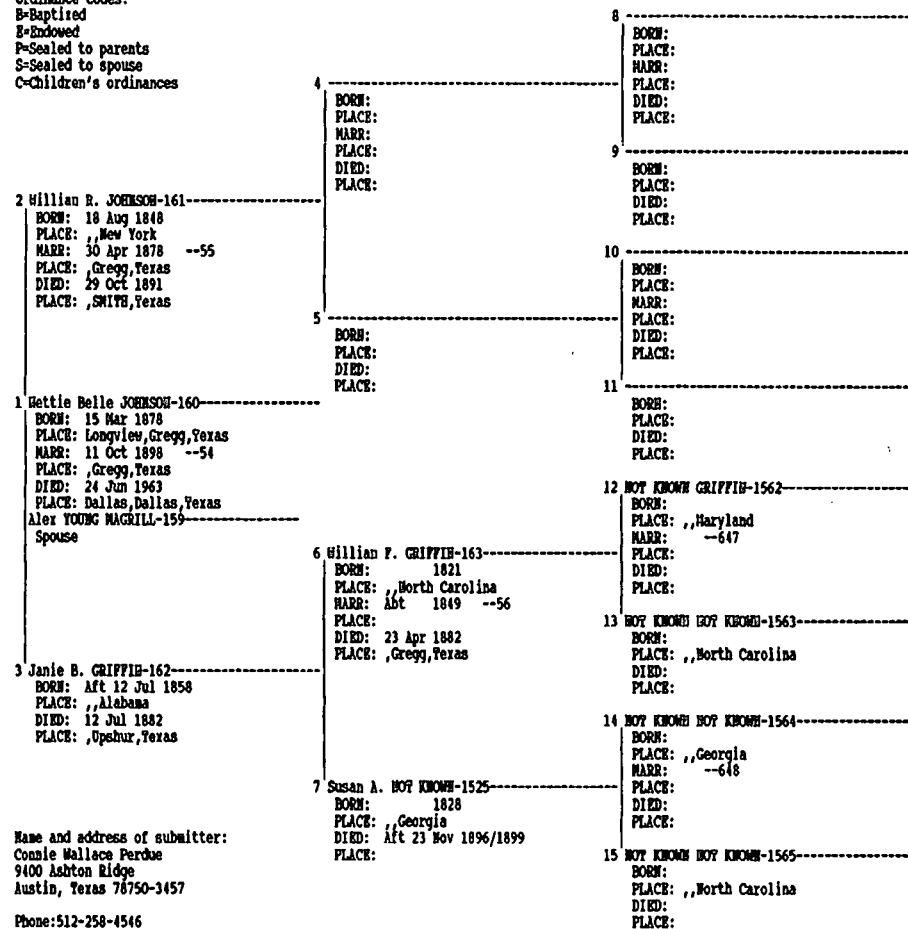 B=Baptized
E=Endowed
P=Sealed to parents
S=Sealed to spouse
C=Children's ordinances
8
BORN:
PLACE:
MARR:
PLACE:
DIED:
PLACE:
4
BORN:
PLACE:
MARR:
PLACE:
DIED:
PLACE:
9
BORN:
PLACE:
DIED:
PLACE:
2 William R. JOHNSON-161
BORN: 18 Aug 1848
PLACE: ,,New York
MARR: 30 Apr 1878 --55
PLACE: ,Gregg,Texas
DIED: 29 Oct 1891
PLACE: ,SMITH,Texas
10
BORN:
PLACE:
MARR:
PLACE:
DIED:
PLACE:
5
BORN:
PLACE:
DIED:
PLACE:
11
BORN:
PLACE:
DIED:
PLACE:
1 Nettie Belle JOHNSON-160
BORN: 15 Mar 1878
PLACE: Longview,Gregg,Texas
MARR: 11 Oct 1898 --54
PLACE: ,Gregg,Texas
DIED: 24 Jun 1963
PLACE: Dallas,Dallas,Texas
Alex YOUNG MAGRILL-159
Spouse
12 NOT KNOWN GRIFFIN-1562
BORN:
PLACE: ,,Maryland
MARR: --647
PLACE:
DIED:
PLACE:
6 William F. GRIFFIN-163
BORN: 1821
PLACE: ,,North Carolina
MARR: Abt 1849 --56
PLACE:
DIED: 23 Apr 1882
PLACE: ,Gregg,Texas
13 NOT KNOWN NOT KNOWN-1563
BORN:
PLACE: ,,North Carolina
DIED:
PLACE:
3 Janie B. GRIFFIN-162
BORN: Aft 12 Jul 1858
PLACE: ,,Alabama
DIED: 12 Jul 1882
PLACE: ,Upshur,Texas
14 NOT KNOWN NOT KNOWN-1564
BORN:
PLACE: ,,Georgia
MARR: --648
PLACE:
DIED:
PLACE:
7 Susan A. NOT KNOWN-1525
BORN: 1828
PLACE: ,,Georgia
DIED: Aft 23 Nov 1896/1899
PLACE:
15 NOT KNOWN NOT KNOWN-1565
BORN:
PLACE: ,,North Carolina
DIED:
PLACE:
Name and address of submitter:
Connie Wallace Perdue
9400 Ashton Ridge
Austin, Texas 78750-3457
Phone:512-258-4546